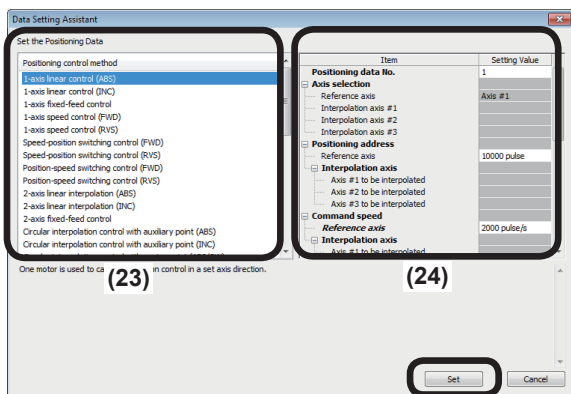 Data Setting Assistant
Set the Positioning Data
Positioning control method
1-axis linear control (ABS)
1-axis linear control (INC)
1-axis fixed-feed control
1-axis speed control (FWD)
1-axis speed control (RVS)
Speed-position switching control (FWD)
Speed-position switching control (RVS)
Position-speed switching control (FWD)
Position-speed switching control (RVS)
2-axis linear interpolation (ABS)
2-axis linear interpolation (INC)
2-axis fixed-feed control
Circular interpolation control with auxiliary point (ABS)
Circular interpolation control with auxiliary point (INC)
Item Setting Value
Positioning data No. 1
Axis selection
Reference axis Axis #1
Interpolation axis #1
Interpolation axis #2
Interpolation axis #3
Positioning address
Reference axis 10000 pulse
Interpolation axis
Axis #1 to be interpolated
Axis #2 to be interpolated
Axis #3 to be interpolated
Command speed
Reference axis 2000 pulse/s
Interpolation axis
Axis #1 to be interpolated
One motor is used to control in a set axis direction.
(23)
(24)
Set Cancel